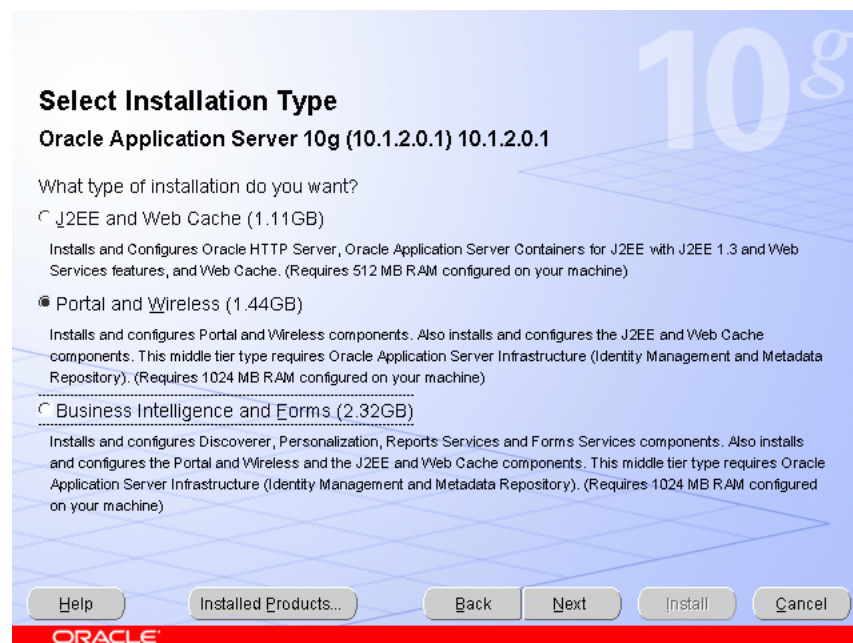 10g
Select Installation Type
Oracle Application Server 10g (10.1.2.0.1) 10.1.2.0.1
What type of installation do you want?
J2EE and Web Cache (1.11GB)
Installs and Configures Oracle HTTP Server, Oracle Application Server Containers for J2EE with J2EE 1.3 and Web
Services features, and Web Cache. (Requires 512 MB RAM configured on your machine)
Portal and Wireless (1.44GB)
Installs and configures Portal and Wireless components. Also installs and configures the J2EE and Web Cache
components. This middle tier type requires Oracle Application Server Infrastructure (Identity Management and Metadata
Repository). (Requires 1024 MB RAM configured on your machine)
Business Intelligence and Forms (2.32GB)
Installs and configures Discoverer, Personalization, Reports Services and Forms Services components. Also installs
and configures the Portal and Wireless and the J2EE and Web Cache components. This middle tier type requires Oracle
Application Server Infrastructure (Identity Management and Metadata Repository). (Requires 1024 MB RAM configured
on your machine)
Help Installed Products... Back Next Install Cancel
ORACLE